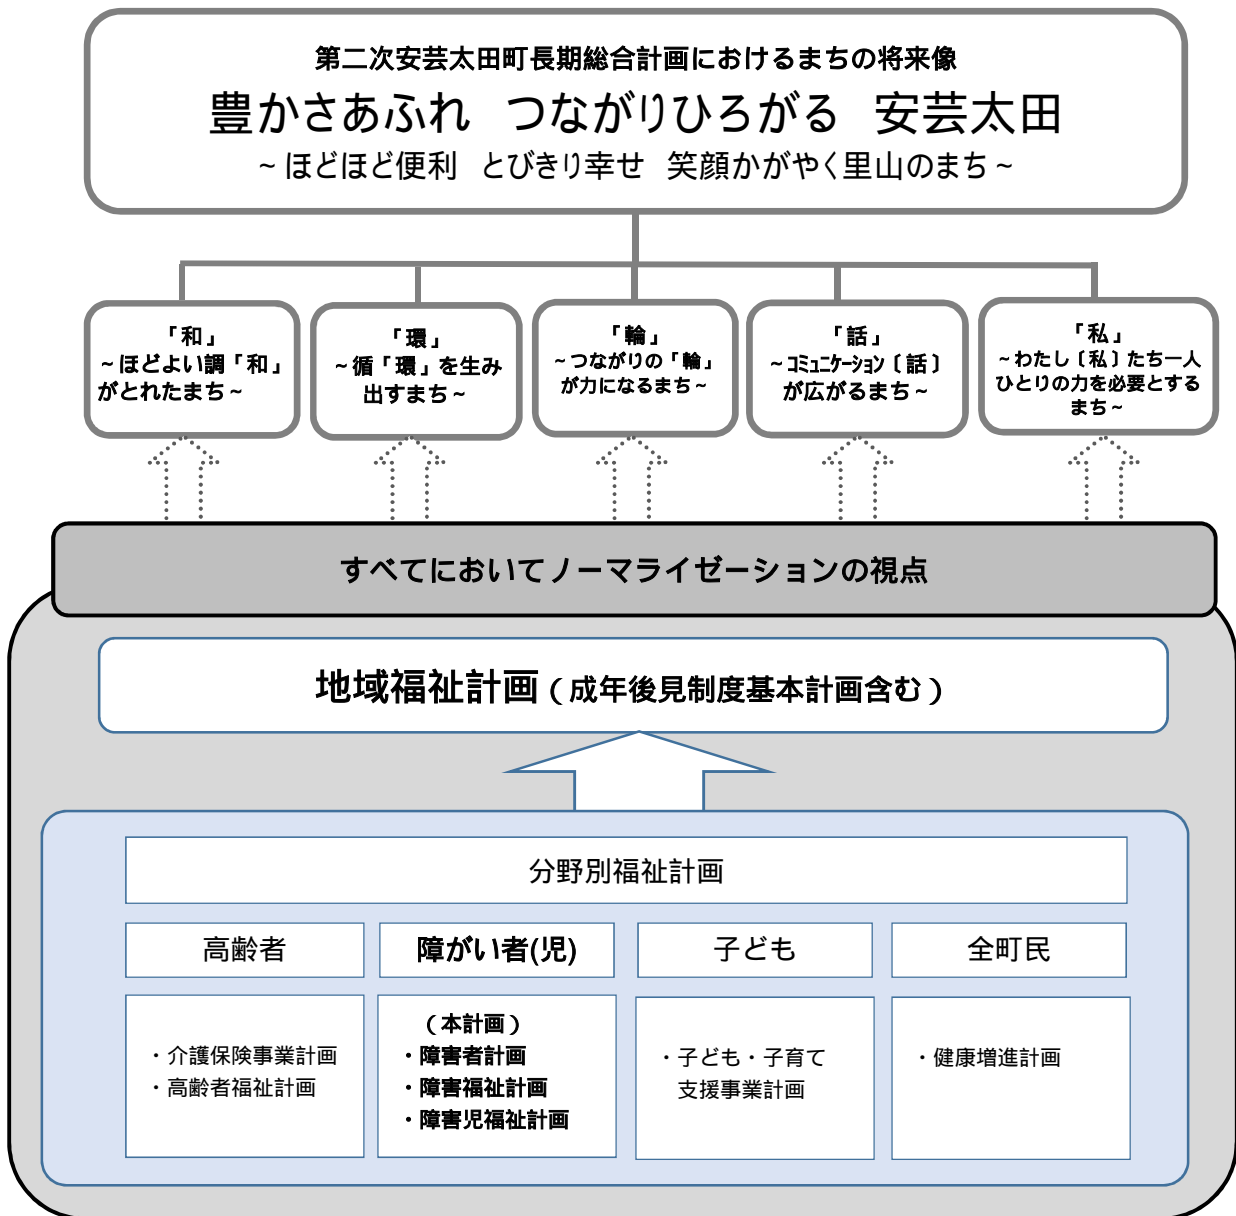 第二次安芸太田町長期総合計画におけるまちの将来像
豊かさあふれ　つながりひろがる　安芸太田
~ほどほど便利　とびきり幸せ　笑顔かがやく里山のまち~
「和」
~ほどよい調「和」
がとれたまち~
「環」
~循「環」を生み
出すまち~
「輪」
~つながりの「輪」
が力になるまち~
「話」
~コミュニケーション〔話〕
が広がるまち~
「私」
~わたし〔私〕たち一人
ひとりの力を必要とする
まち~
すべてにおいてノーマライゼーションの視点
地域福祉計画（成年後見制度基本計画含む）
分野別福祉計画
高齢者
障がい者(児)
子ども
全町民
・介護保険事業計画
・高齢者福祉計画
（本計画）
・障害者計画
・障害福祉計画
・障害児福祉計画
・子ども・子育て
支援事業計画
・健康増進計画